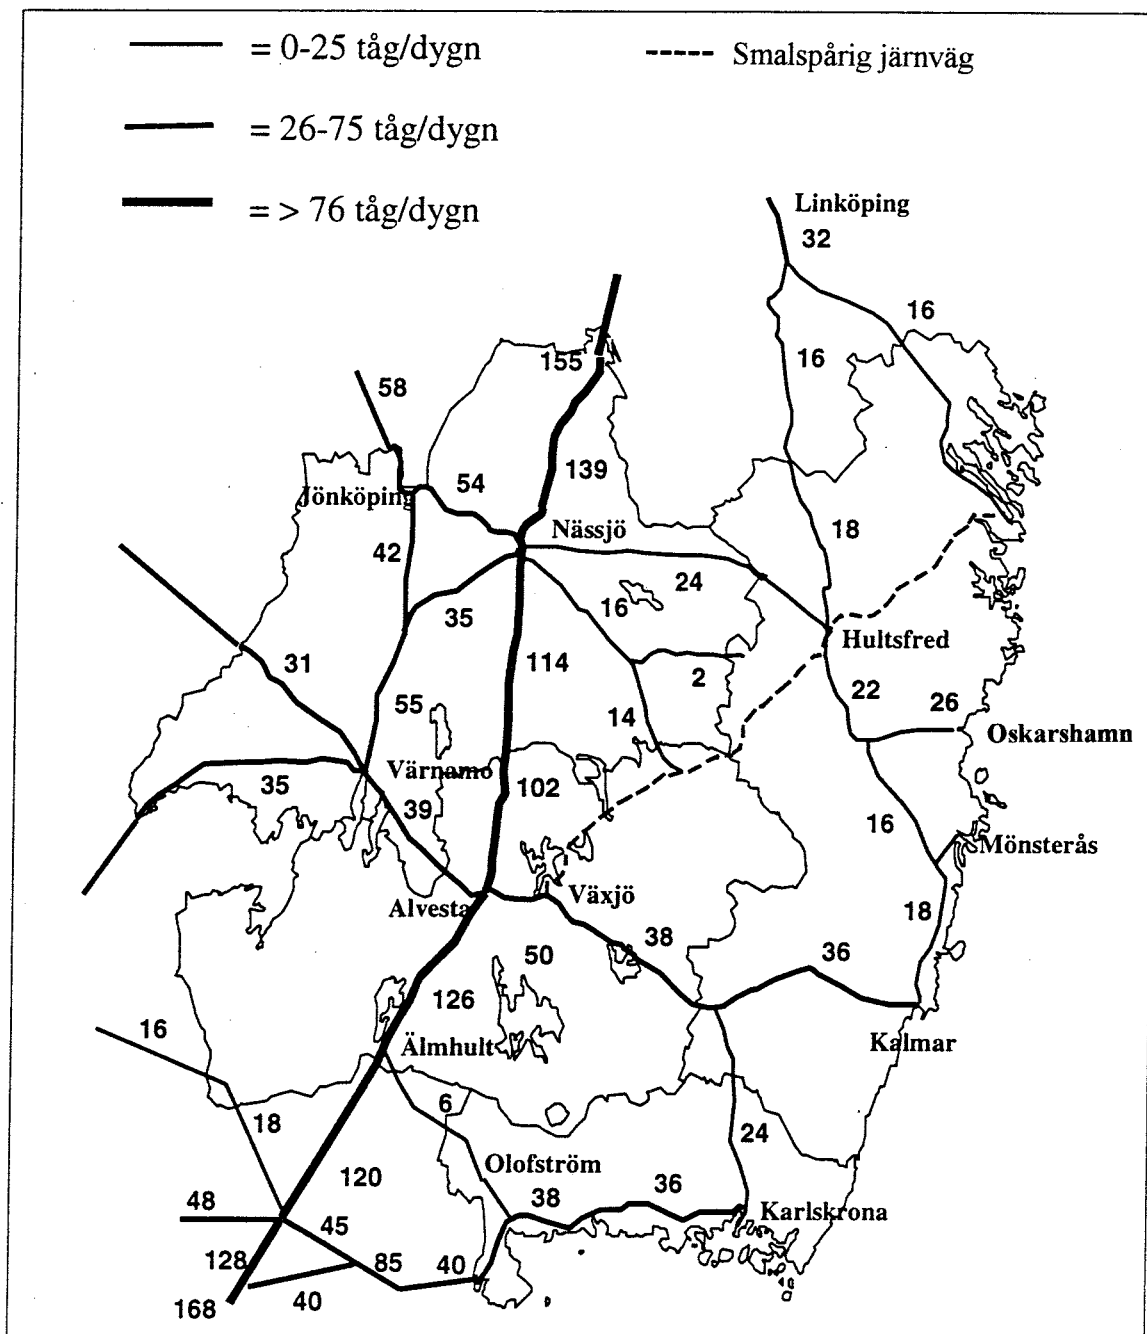 = 0-25 tåg/dygn
Smalspårig järnväg
= 26-75 tåg/dygn
= > 76 tåg/dygn
Linköping
32
16
16
155
58
139
54
Jönköping
Nässjö
18
42
24
16
35
Hultsfred
114
31
2
22
55
14
26
Oskarshamn
Värnamo
35
102
39
16
Mönsterås
Växjö
Alvesta
18
38
50
36
126
16
Älmhult
Kalmar
6
18
24
Olofström
120
36
38
48
Karlskrona
45
128
85
40
40
168